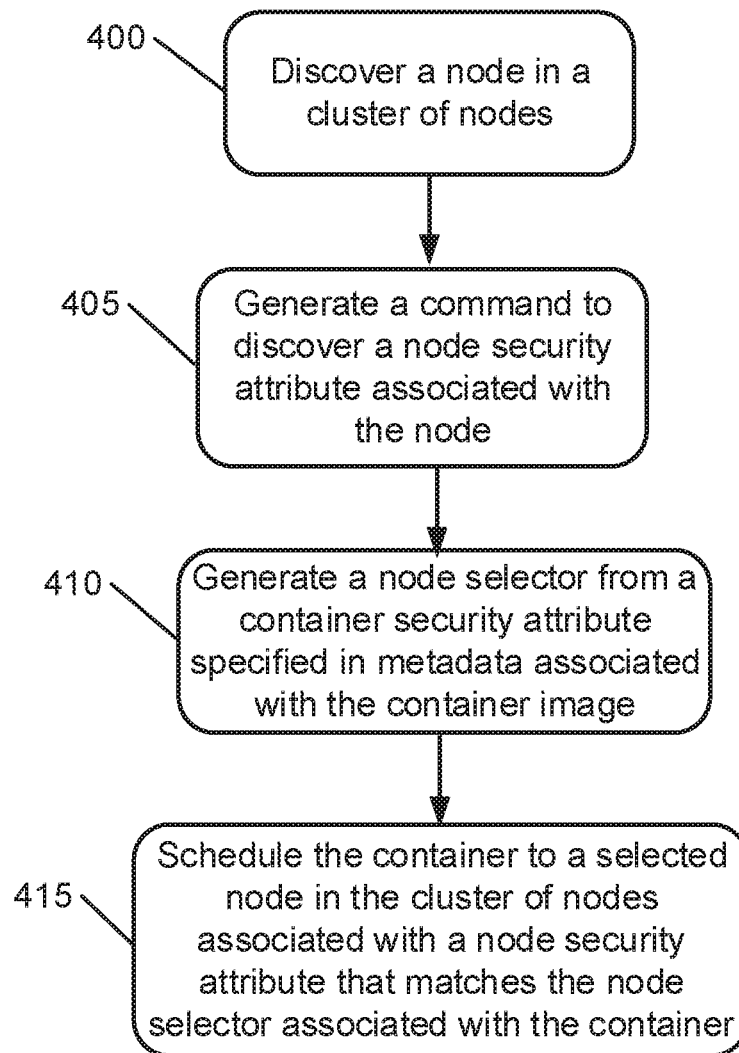 400
Discover a node in a
cluster of nodes
405
Generate a command to
discover a node security
attribute associated with
the node
410
Generate a node selector from a
container security attribute
specified in metadata associated
with the container image
415
Schedule the container to a selected
node in the cluster of nodes
associated with a node security
attribute that matches the node
selector associated with the container